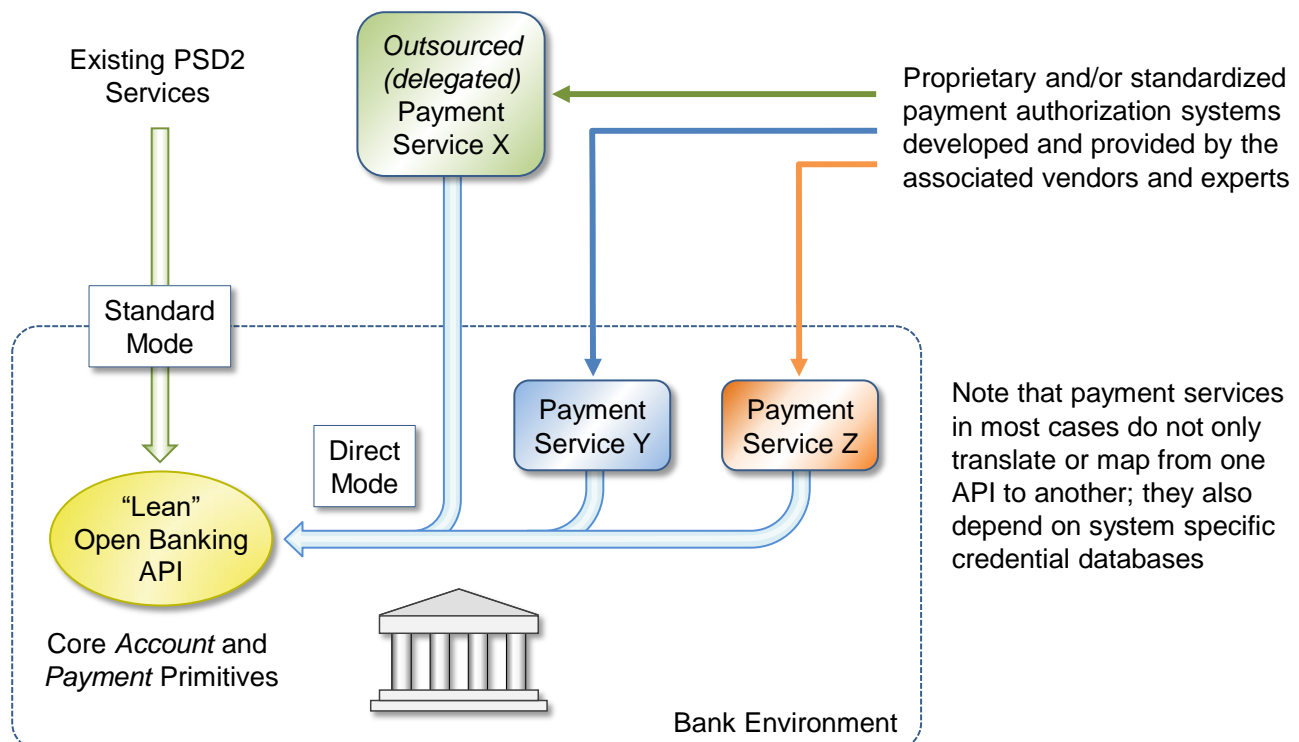 Existing PSD2
Services
Outsourced
(delegated)
Payment
Service X
Proprietary and/or standardized
payment authorization systems
developed and provided by the
associated vendors and experts
Standard
Mode
Direct
Mode
Payment
Service Y
Payment
Service Z
Note that payment services
in most cases do not only
translate or map from one
API to another; they also
depend on system specific
credential databases
“Lean”
Open Banking
API
Core Account and
Payment Primitives
Bank Environment